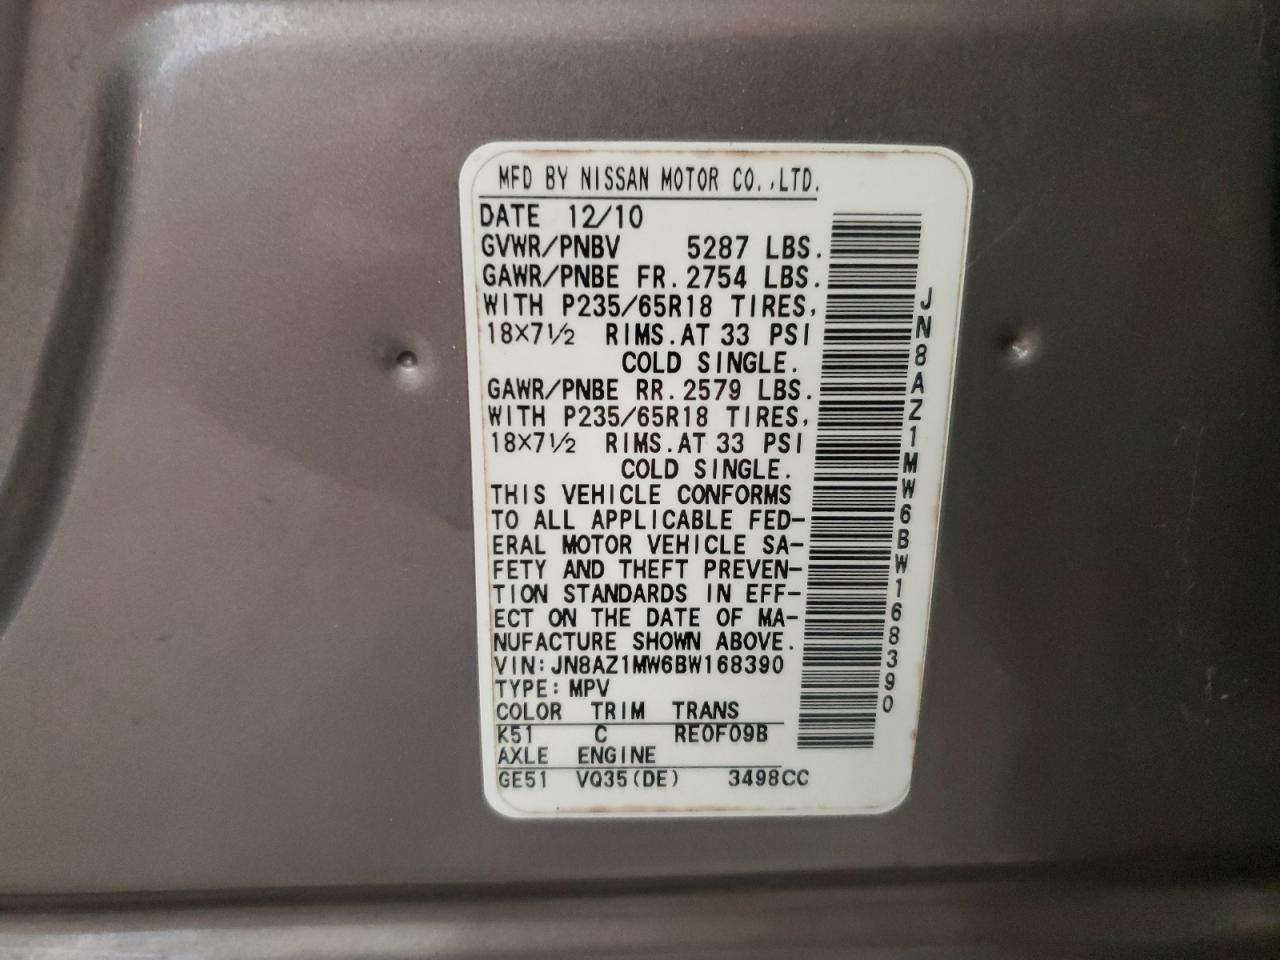 MFD BY NISSAN MOTOR CO.,LTD.
DATE 12/10
GVWR/PNBV 5287 LBS.
GAWR/PNBE FR. 2754 LBS.
WITH P235/65R18 TIRES,
18×7½ RIMS. AT 33 PSI
COLD SINGLE.
GAWR/PNBE RR. 2579 LBS.
WITH P235/65R18 TIRES,
18×7½ RIMS. AT 33 PSI
COLD SINGLE.
THIS VEHICLE CONFORMS
TO ALL APPLICABLE FED-
ERAL MOTOR VEHICLE SA-
FETY AND THEFT PREVEN-
TION STANDARDS IN EFF-
ECT ON THE DATE OF MA-
NUFACTURE SHOWN ABOVE.
VIN: JN8AZ1MW6BW168390
TYPE: MPV
COLOR TRIM TRANS
K51 C RE0F09B
AXLE ENGINE
GE51 VQ35(DE) 3498CC
JN8AZ1MW6BW168390